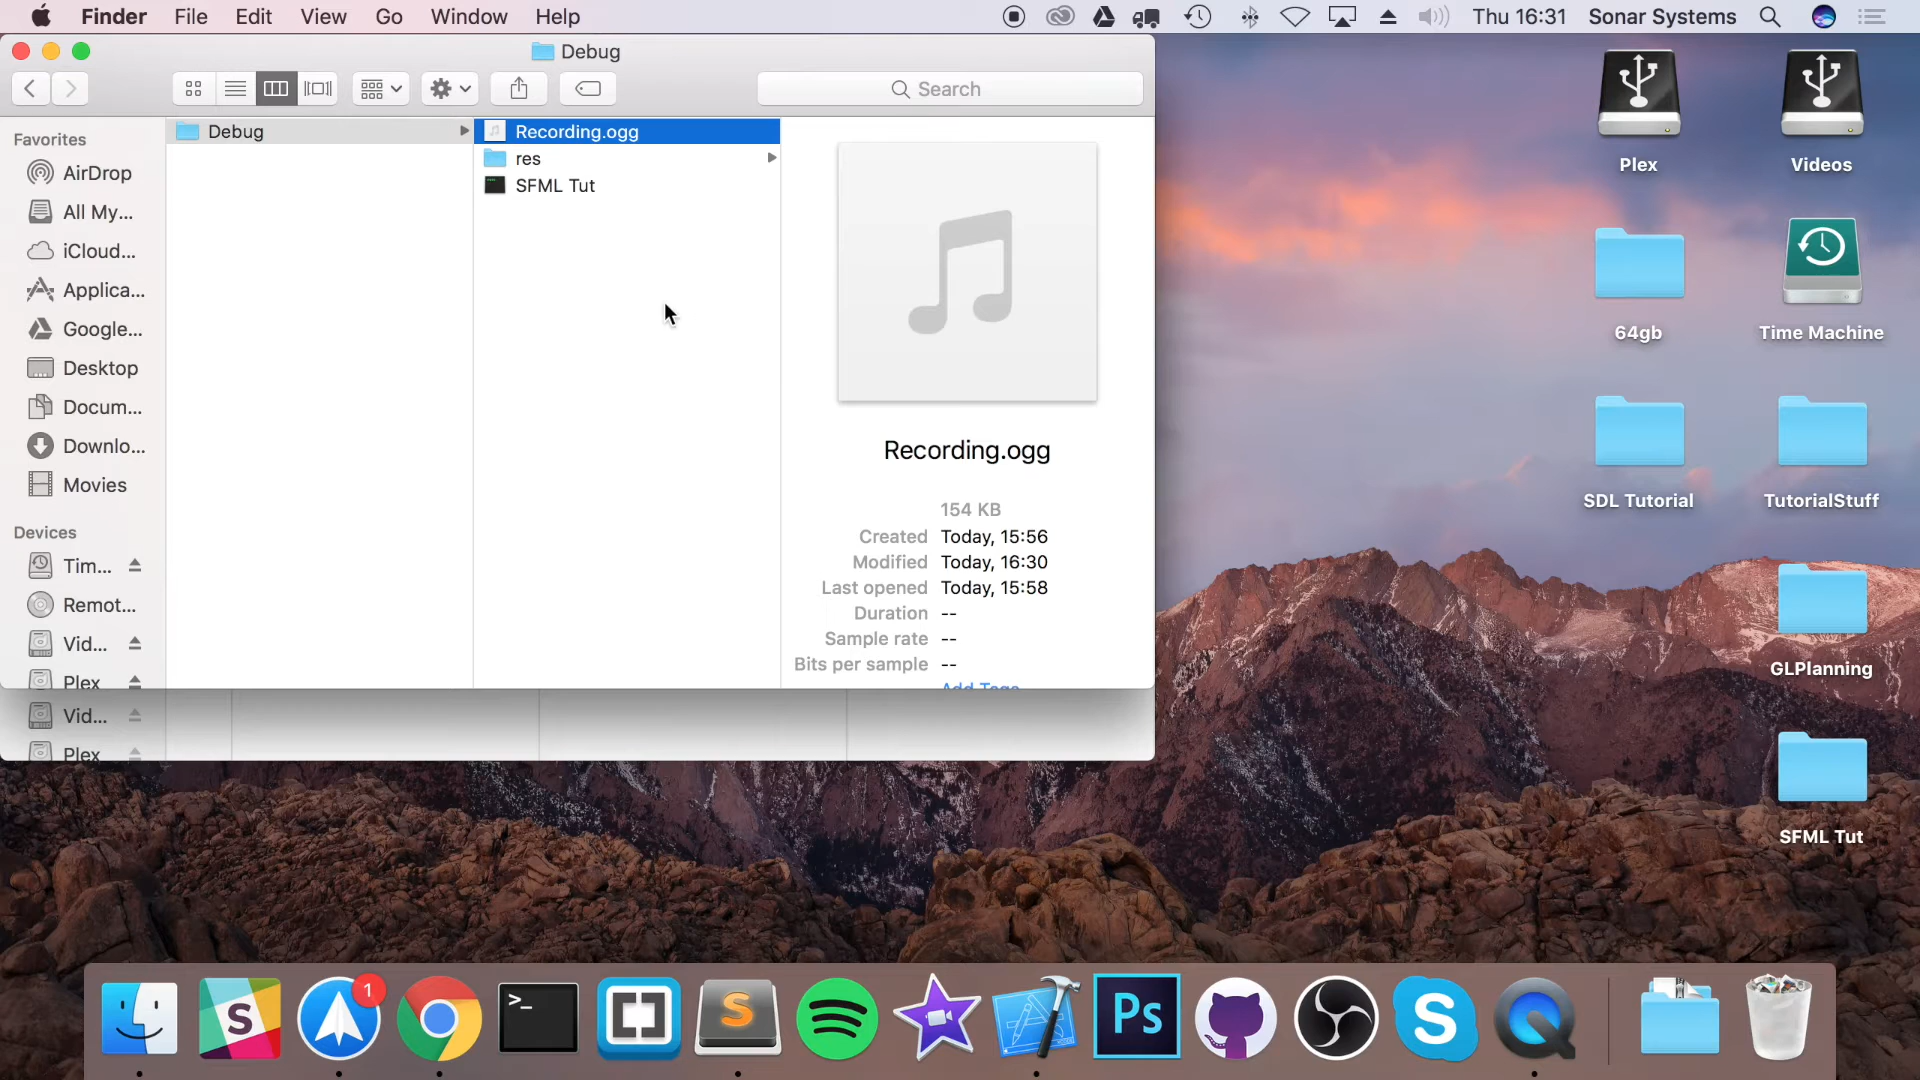 Finder File Edit View Go Window Help Thu 16:31 Sonar Systems
Debug
Search
Favorites
AirDrop
All My...
iCloud...
Applica...
Google...
Desktop
Docum...
Downlo...
Movies
Devices
Tim...
Remot...
Vid...
Plex
Vid...
Plex
Debug
Recording.ogg
res
SFML Tut
Recording.ogg
154 KB
Created Today, 15:56
Modified Today, 16:30
Last opened Today, 15:58
Duration --
Sample rate --
Bits per sample --
Add Tags...
Plex
Videos
64gb
Time Machine
SDL Tutorial
TutorialStuff
GLPlanning
SFML Tut
S
1
>_
S
Ps
S